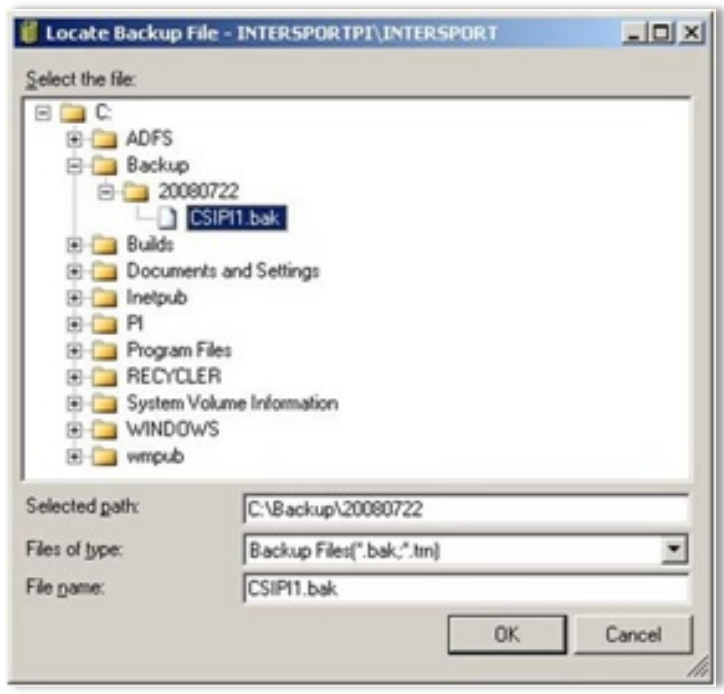 Locate Backup File - INTERSPORTPI\INTERSPORT
Select the file:
C:
ADFS
Backup
20080722
CSIPI1.bak
Builds
Documents and Settings
Inetpub
PI
Program Files
RECYCLER
System Volume Information
WINDOWS
wmpub
Selected path:
C:\Backup\20080722
Files of type:
Backup Files(*.bak;*.trn)
File name:
CSIPI1.bak
OK
Cancel